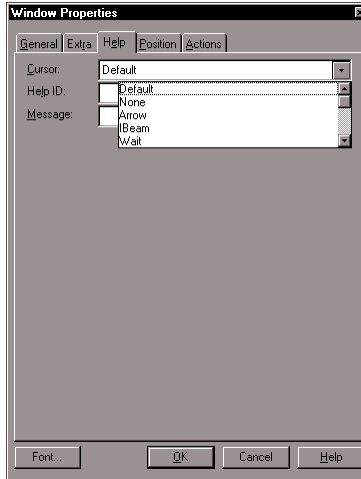 Window Properties
General Extra Help Position Actions
Cursor: Default
Default
Help ID: None
Arrow
Message: IBeam
Wait
Font... OK Cancel Help